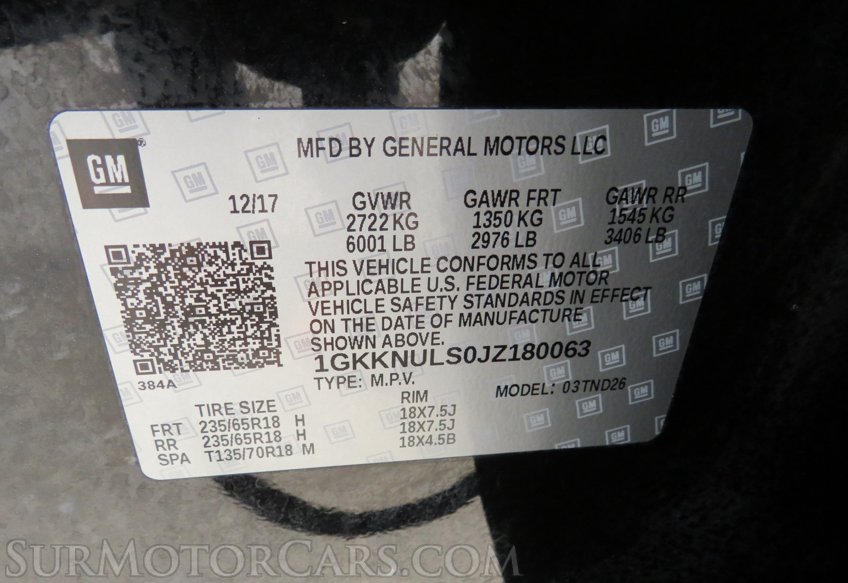 GM
MFD BY GENERAL MOTORS LLC
12/17 GVWR GAWR FRT GAWR RR
2722 KG 1350 KG 1545 KG
6001 LB 2976 LB 3406 LB
THIS VEHICLE CONFORMS TO ALL
APPLICABLE U.S. FEDERAL MOTOR
VEHICLE SAFETY STANDARDS IN EFFECT
ON THE DATE OF MANUFACTURE
SHOWN ABOVE.
1GKKNULS0JZ180063
384A
TYPE: M.P.V. MODEL: 03TND26
TIRE SIZE RIM
FRT 235/65R18 H 18X7.5J
RR 235/65R18 H 18X7.5J
SPA T135/70R18 M 18X4.5B
SurMotorCars.com